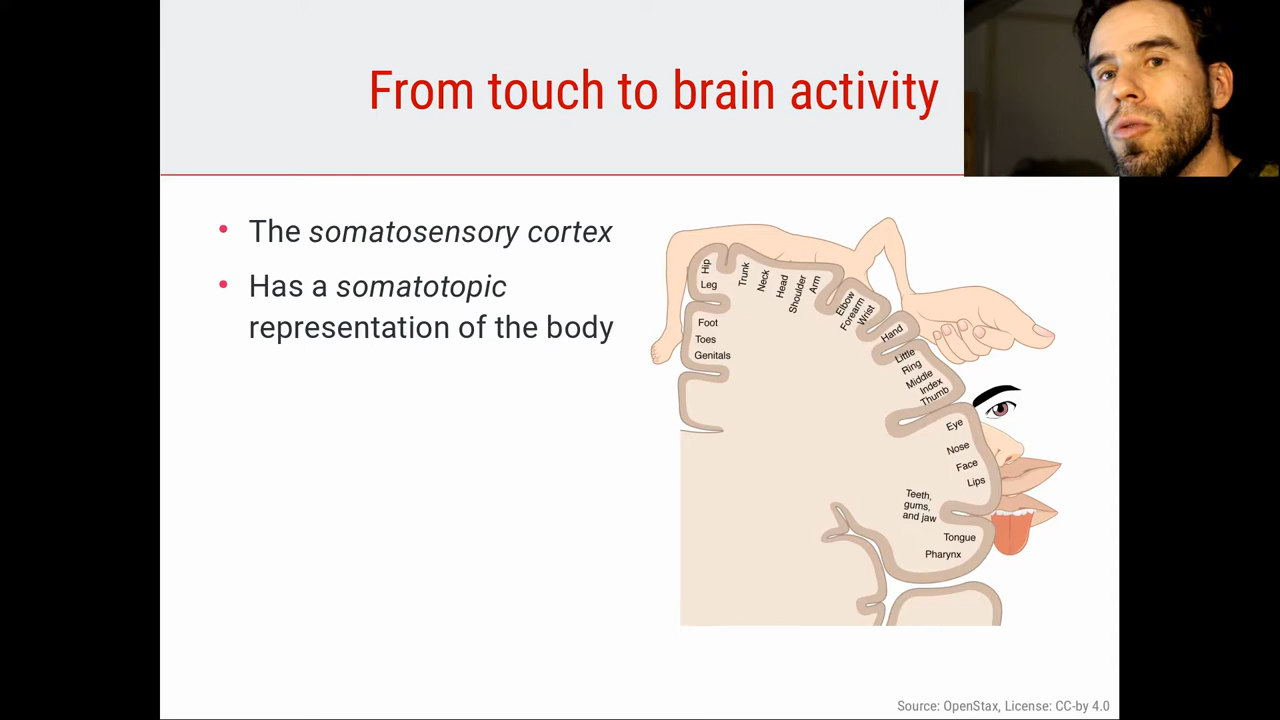 From touch to brain activity
• The somatosensory cortex
• Has a somatotopic
representation of the body
Hip
Leg
Foot
Toes
Genitals
Trunk
Neck
Head
Shoulder
Arm
Elbow
Forearm
Wrist
Hand
Little
Ring
Middle
Index
Thumb
Eye
Nose
Face
Lips
Teeth,
gums,
and jaw
Tongue
Pharynx
Source: OpenStax, License: CC-by 4.0